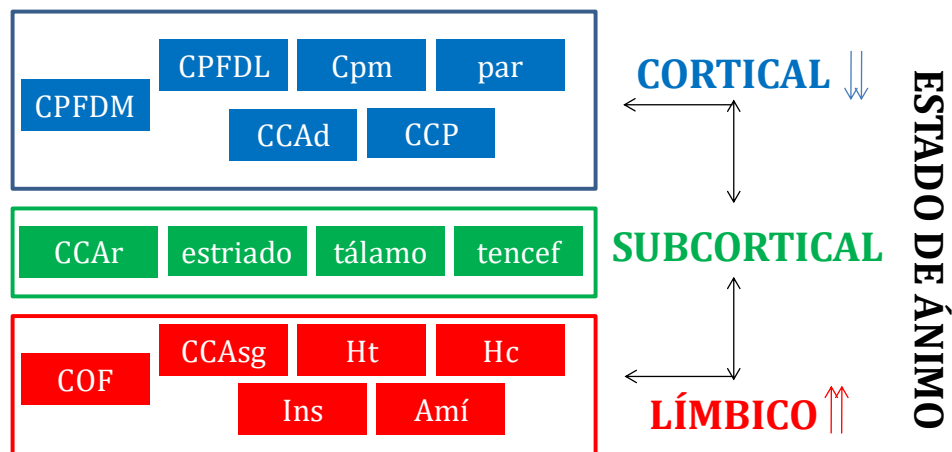 CPFDM
CPFDL
Cpm
par
CCAd
CCP
CORTICAL
CCAr
estriado
tálamo
tencef
SUBCORTICAL
COF
CCAsg
Ht
Hc
Ins
Amí
LÍMBICO
ESTADO DE ÁNIMO